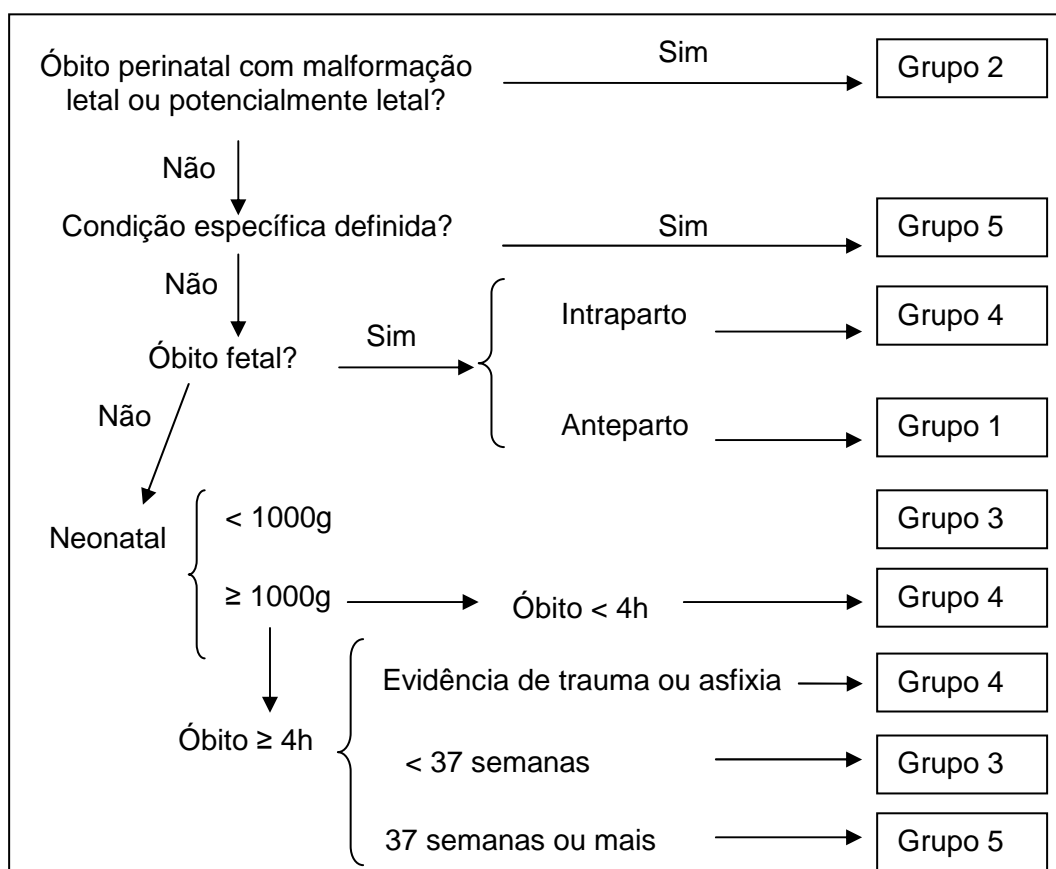 Óbito perinatal com malformação
letal ou potencialmente letal?
Sim
Grupo 2
Não
Condição específica definida?
Sim
Grupo 5
Não
Óbito fetal?
Sim
Intraparto
Grupo 4
Anteparto
Grupo 1
Não
Neonatal
< 1000g
Grupo 3
≥ 1000g
Óbito < 4h
Grupo 4
Óbito ≥ 4h
Evidência de trauma ou asfixia
Grupo 4
< 37 semanas
Grupo 3
37 semanas ou mais
Grupo 5